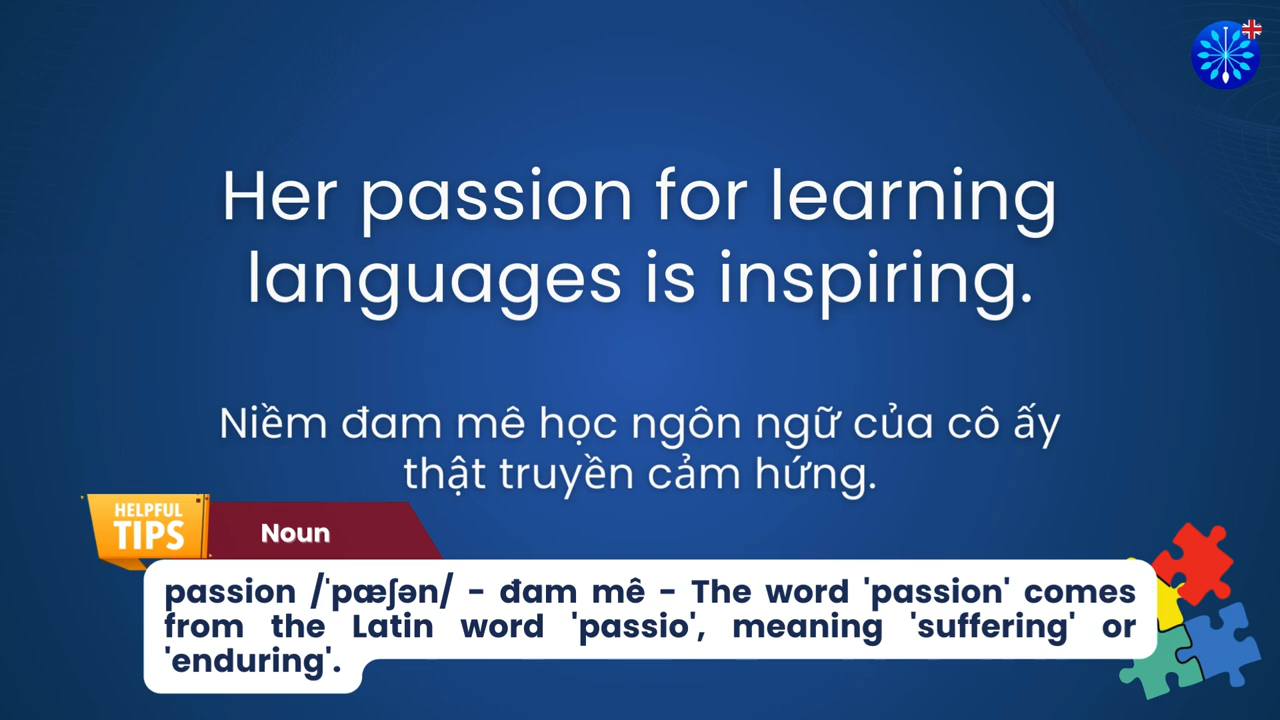 Her passion for learning
languages is inspiring.
Niềm đam mê học ngôn ngữ của cô ấy
thật truyền cảm hứng.
HELPFUL
TIPS
Noun
passion /ˈpæʃən/ - đam mê - The word 'passion' comes
from the Latin word 'passio', meaning 'suffering' or
'enduring'.